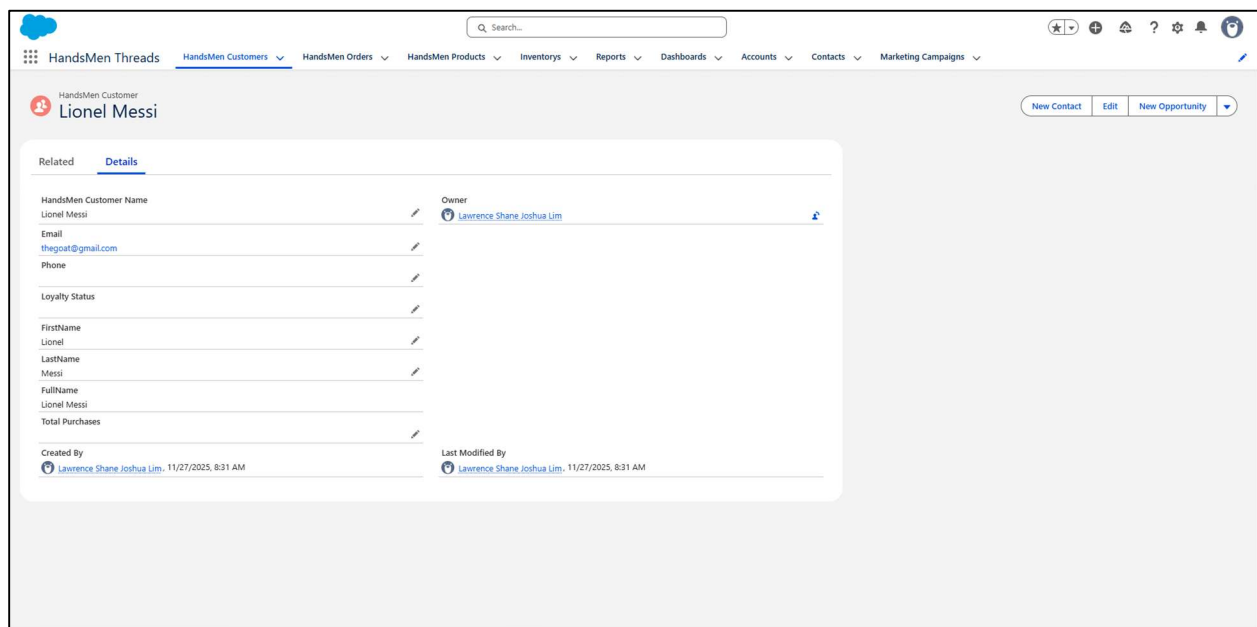 Search...
HandsMen Threads HandsMen Customers HandsMen Orders HandsMen Products Inventorys Reports Dashboards Accounts Contacts Marketing Campaigns
HandsMen Customer
Lionel Messi
New Contact Edit New Opportunity
Related Details
HandsMen Customer Name
Lionel Messi
Owner
Lawrence Shane Joshua Lim
Email
thegoat@gmail.com
Phone
Loyalty Status
FirstName
Lionel
LastName
Messi
FullName
Lionel Messi
Total Purchases
Created By
Lawrence Shane Joshua Lim, 11/27/2025, 8:31 AM
Last Modified By
Lawrence Shane Joshua Lim, 11/27/2025, 8:31 AM